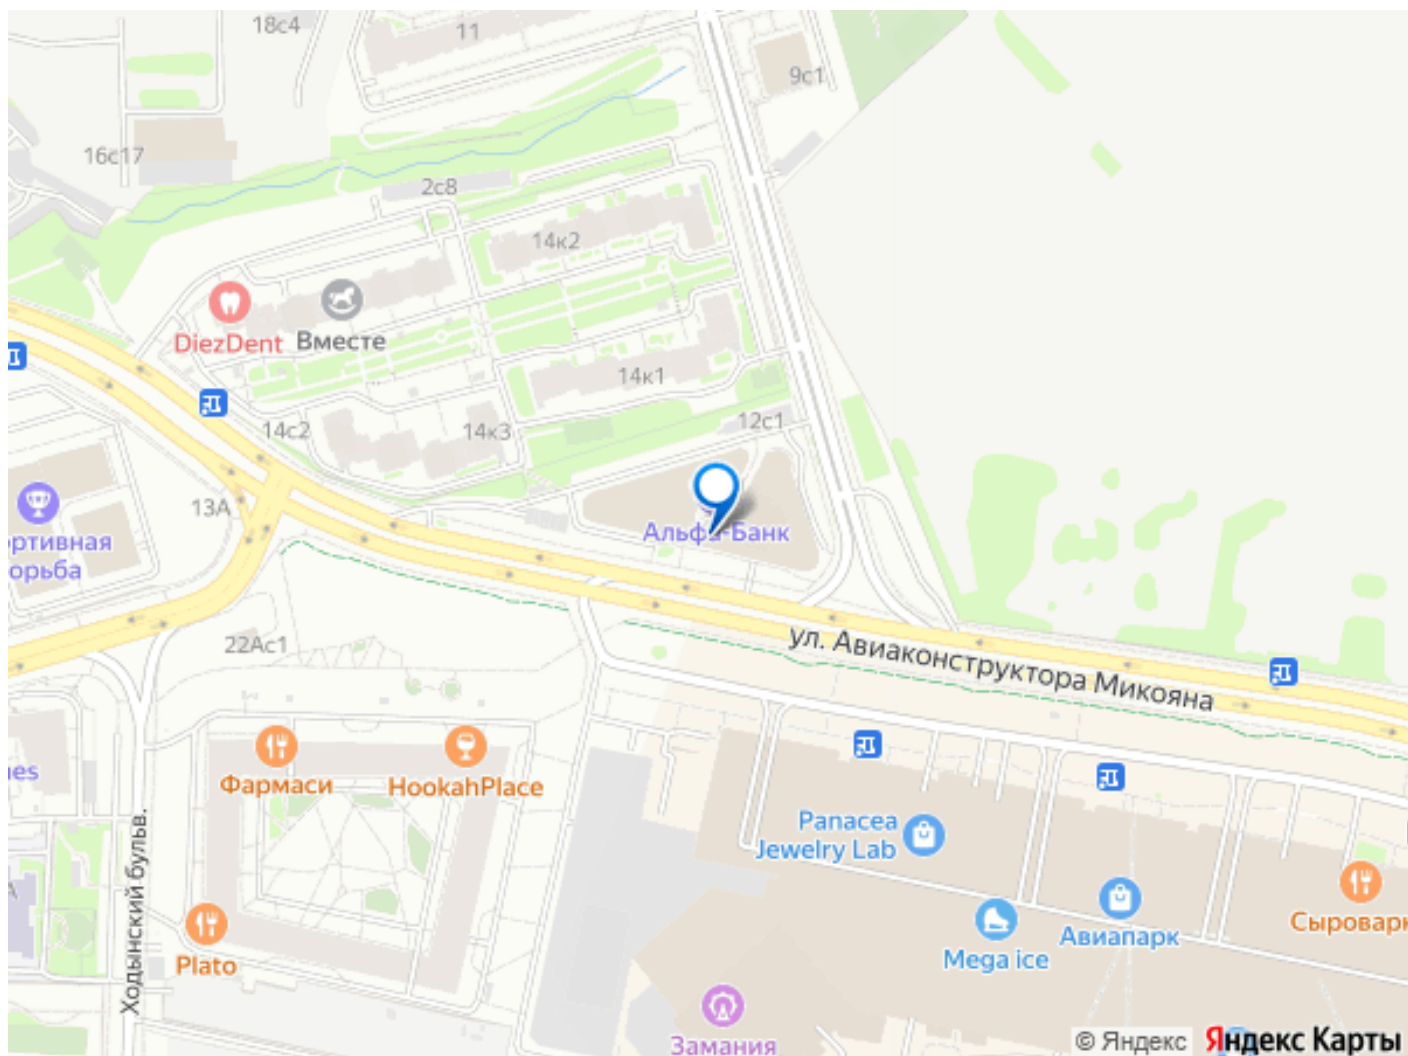 18с4
11
9с1
16с17
2с8
14к2
DiezDent
Вместе
14к1
14с2
14к3
12с1
13А
Альфа-Банк
ортивная
орьба
22Ас1
ул. Авиаконструктора Микояна
Фармаси
HookahPlace
es
Panacea
Jewelry Lab
Ходынский бульв.
Plato
Mega ice
Авиапарк
Сыроварн
Замания
© Яндекс
Яндекс Карты